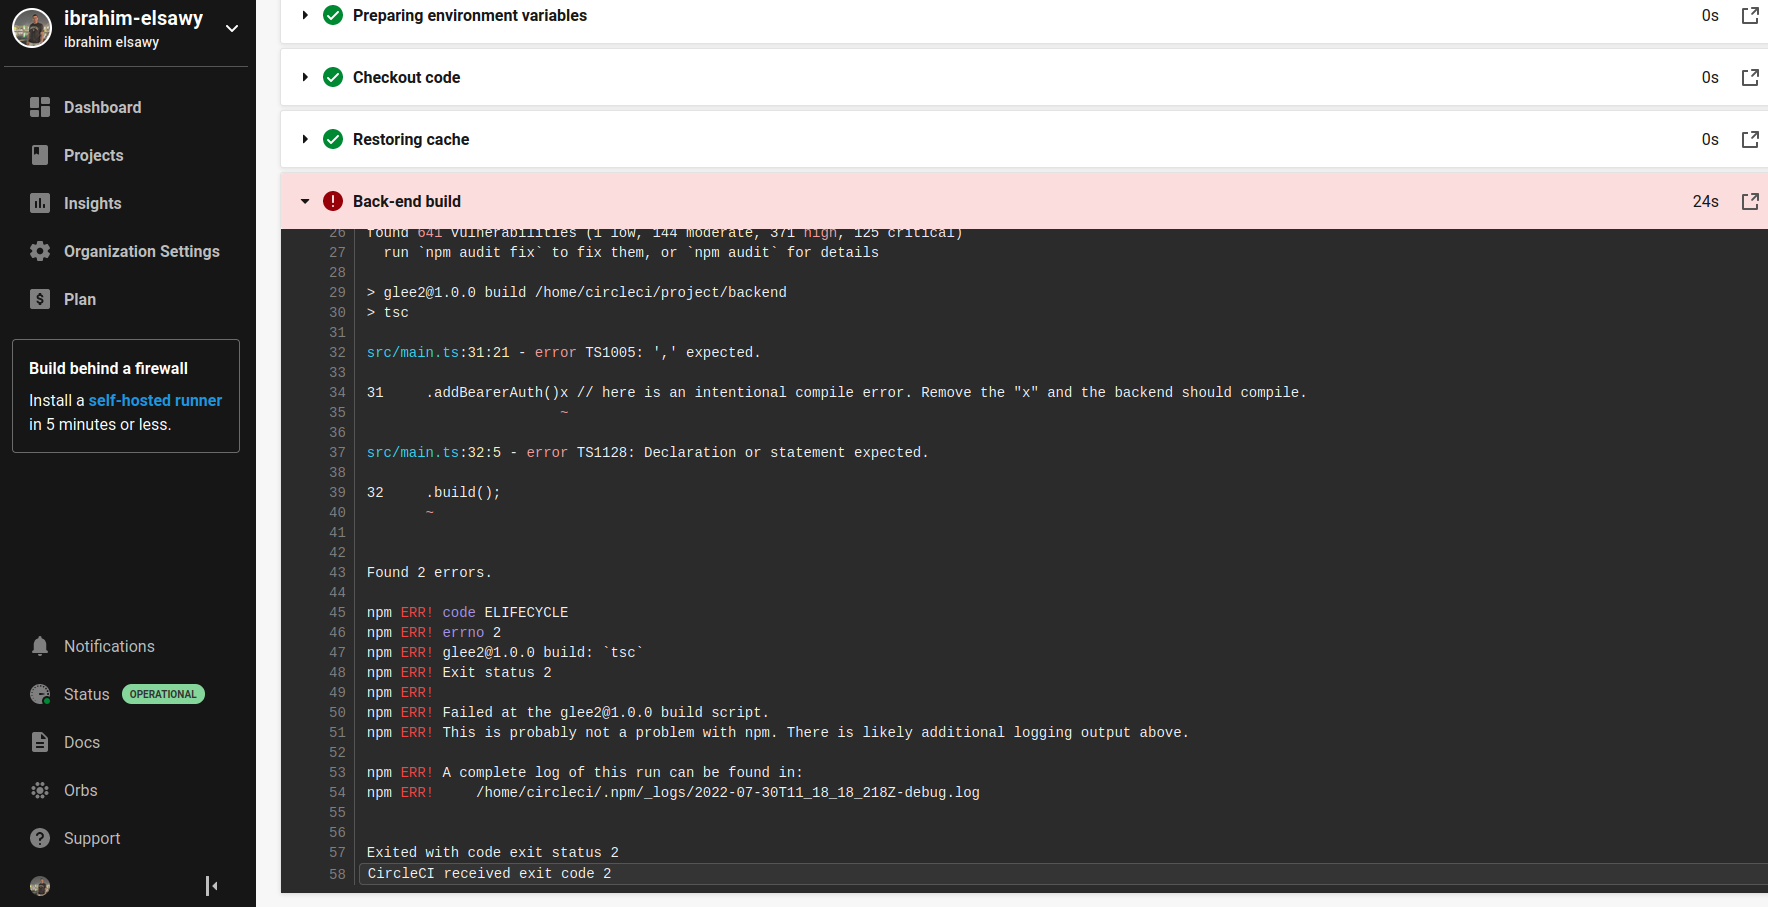 ibrahim-elsawy
ibrahim elsawy
Dashboard
Projects
Insights
Organization Settings
Plan
Build behind a firewall
Install a self-hosted runner
in 5 minutes or less.
Notifications
Status OPERATIONAL
Docs
Orbs
Support
Preparing environment variables 0s
Checkout code 0s
Restoring cache 0s
Back-end build 24s
26 found 641 vulnerabilities (1 low, 144 moderate, 371 high, 125 critical)
27 run `npm audit fix` to fix them, or `npm audit` for details
28
29 > glee2@1.0.0 build /home/circleci/project/backend
30 > tsc
31
32 src/main.ts:31:21 - error TS1005: ',' expected.
33
34 31 .addBearerAuth()x // here is an intentional compile error. Remove the "x" and the backend should compile.
35 ~
36
37 src/main.ts:32:5 - error TS1128: Declaration or statement expected.
38
39 32 .build();
40 ~
41
42
43 Found 2 errors.
44
45 npm ERR! code ELIFECYCLE
46 npm ERR! errno 2
47 npm ERR! glee2@1.0.0 build: `tsc`
48 npm ERR! Exit status 2
49 npm ERR!
50 npm ERR! Failed at the glee2@1.0.0 build script.
51 npm ERR! This is probably not a problem with npm. There is likely additional logging output above.
52
53 npm ERR! A complete log of this run can be found in:
54 npm ERR! /home/circleci/.npm/_logs/2022-07-30T11_18_18_218Z-debug.log
55
56
57 Exited with code exit status 2
58 CircleCI received exit code 2